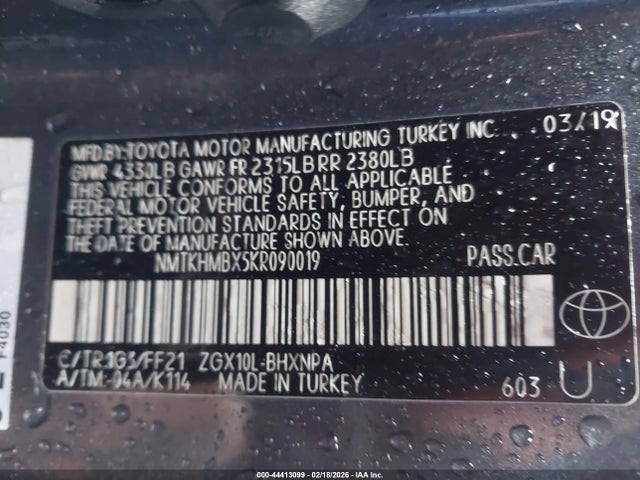 MFD.BY:TOYOTA MOTOR MANUFACTURING TURKEY INC. 03/19
GVWR 4330LB GAWR FR 2315LB RR 2380LB
THIS VEHICLE CONFORMS TO ALL APPLICABLE
FEDERAL MOTOR VEHICLE SAFETY, BUMPER, AND
THEFT PREVENTION STANDARDS IN EFFECT ON
THE DATE OF MANUFACTURE SHOWN ABOVE.
NMTKHMBX5KR090019 PASS.CAR
C/TR:1G3/FF21 ZGX10L-BHXNPA
A/TM:-04A/K114 MADE IN TURKEY 603 U
F4030
000-44413099 - 02/18/2026 - IAA Inc.